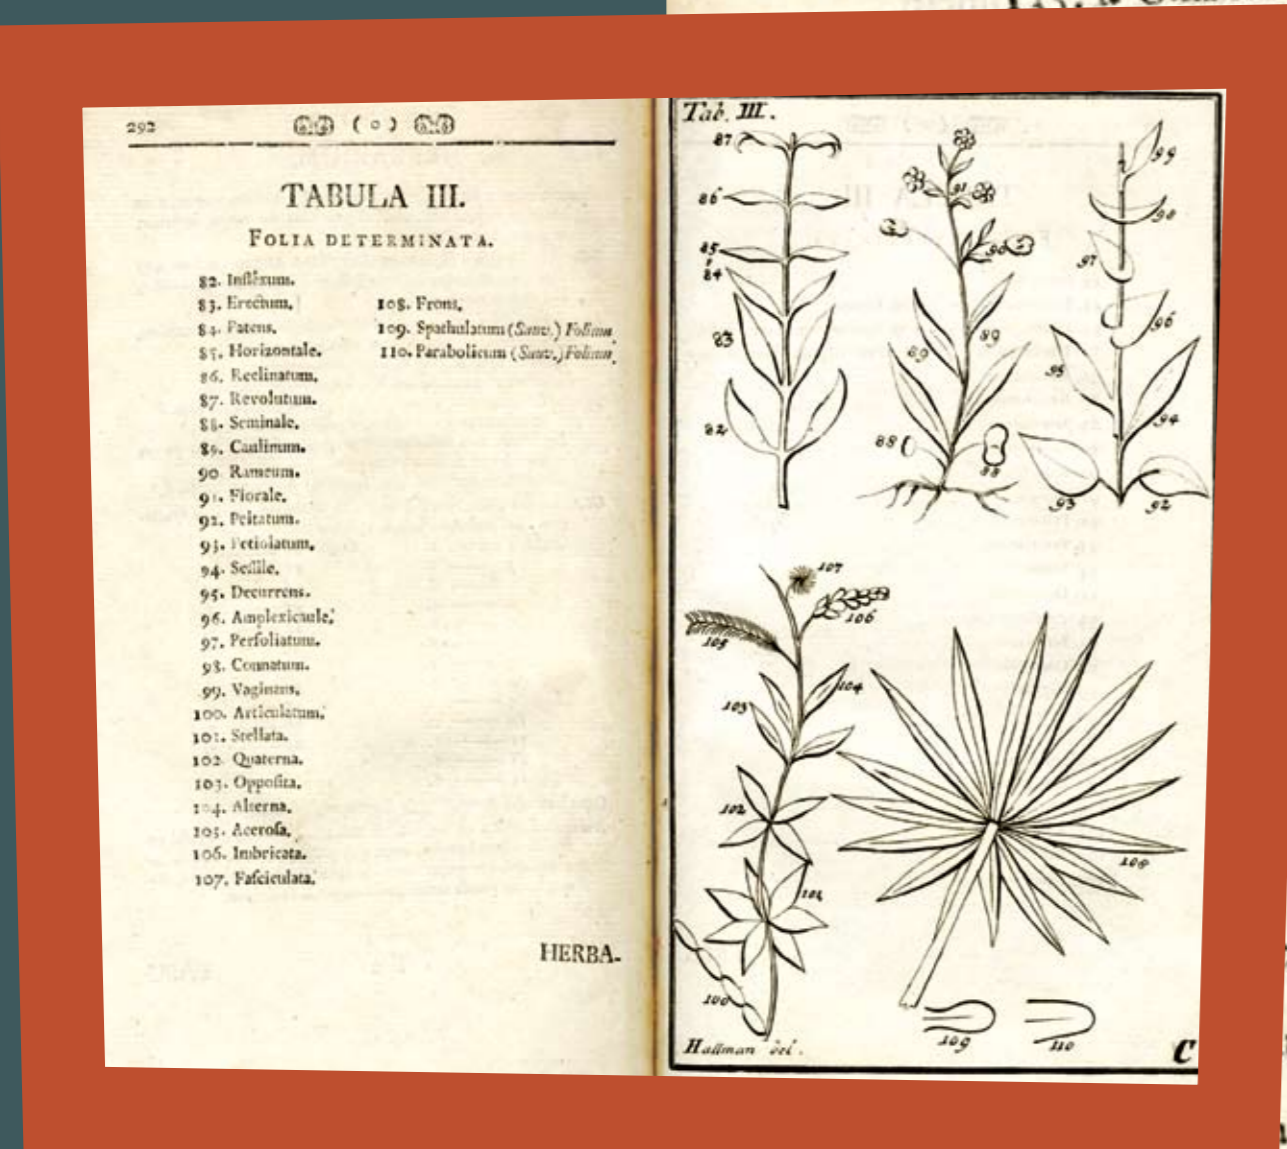 292 ( o )
TABULA III.
FOLIA DETERMINATA.
82. Inflexum.
83. Erectum.
84. Patens.
85. Horizontale.
86. Reclinatum.
87. Revolutum.
88. Seminale.
89. Caulinum.
90 Rameum.
91. Florale.
92. Peltatum.
93. Petiolatum.
94. Seſſile.
95. Decurrens.
96. Amplexicaule.
97. Perfoliatum.
98. Connatum.
99. Vaginans.
100. Articulatum.
101. Stellata.
102. Quaterna.
103. Oppoſita.
104. Alterna.
105. Aceroſa.
106. Imbricata.
107. Faſciculata.
108. Frons.
109. Spathulatum (Sauv.) Folium.
110. Parabolicum (Sauv.) Folium.
HERBA-
Tab. III.
87
86
85
84
83
82
91
90
89
89
88
88
99
98
97
96
95
94
93
92
107
106
105
104
103
102
101
100
108
109
110
Hallman del.
C